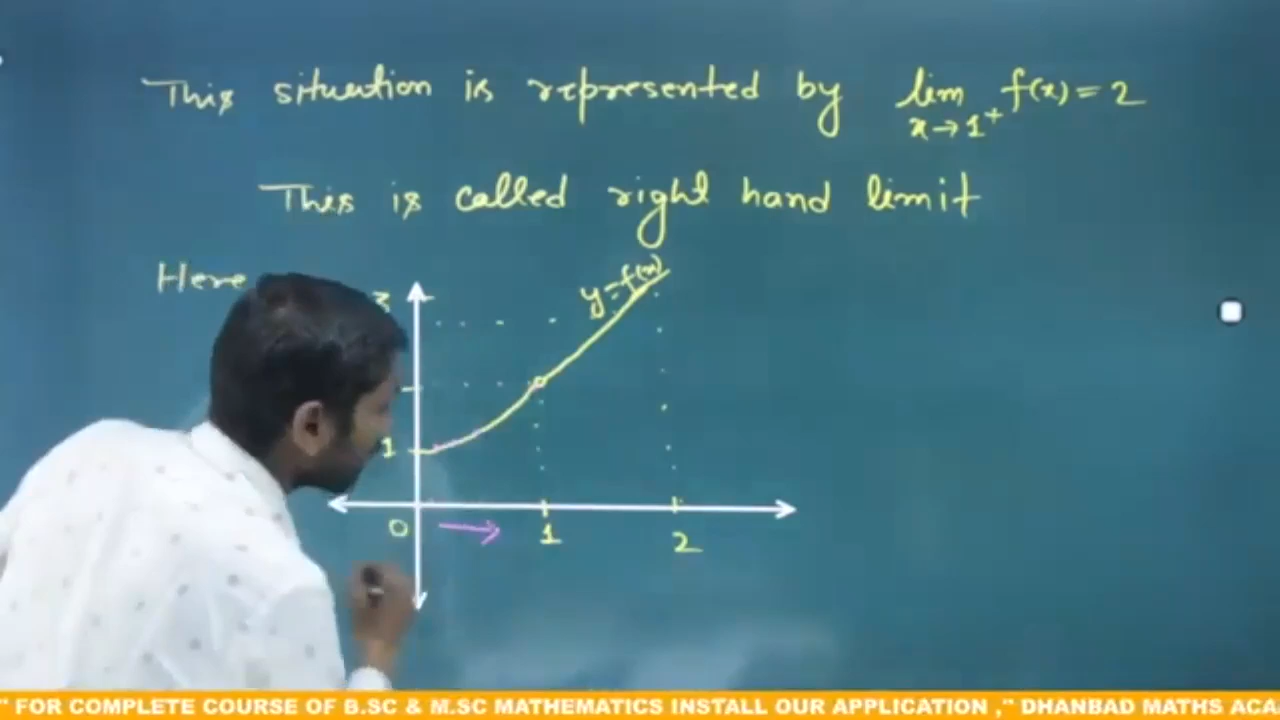 This situation is represented by lim x→1⁺ f(x) = 2
This is called right hand limit
Here
y=f(x)
3
1
0 1 2
" FOR COMPLETE COURSE OF B.SC & M.SC MATHEMATICS INSTALL OUR APPLICATION ," DHANBAD MATHS ACA